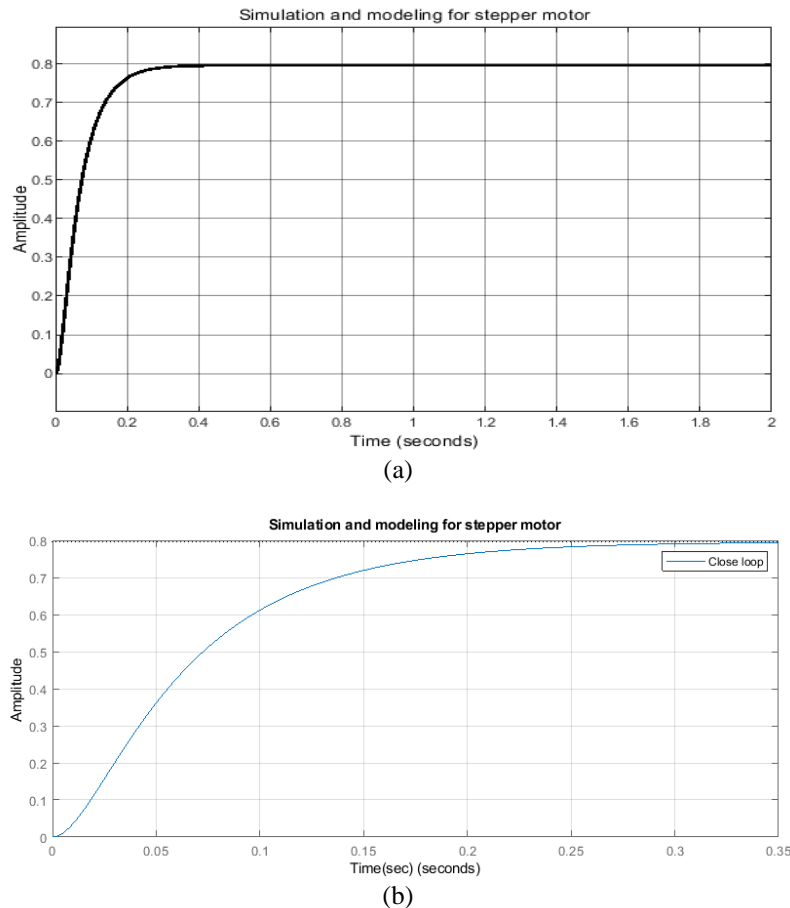 Simulation and modeling for stepper motor
0.8
0.7
0.6
0.5
0.4
0.3
0.2
0.1
0
Amplitude
0 0.2 0.4 0.6 0.8 1 1.2 1.4 1.6 1.8 2
Time (seconds)
(a)
Simulation and modeling for stepper motor
0.8
Close loop
0.7
0.6
0.5
0.4
0.3
0.2
0.1
0
Amplitude
0 0.05 0.1 0.15 0.2 0.25 0.3 0.35
Time(sec) (seconds)
(b)